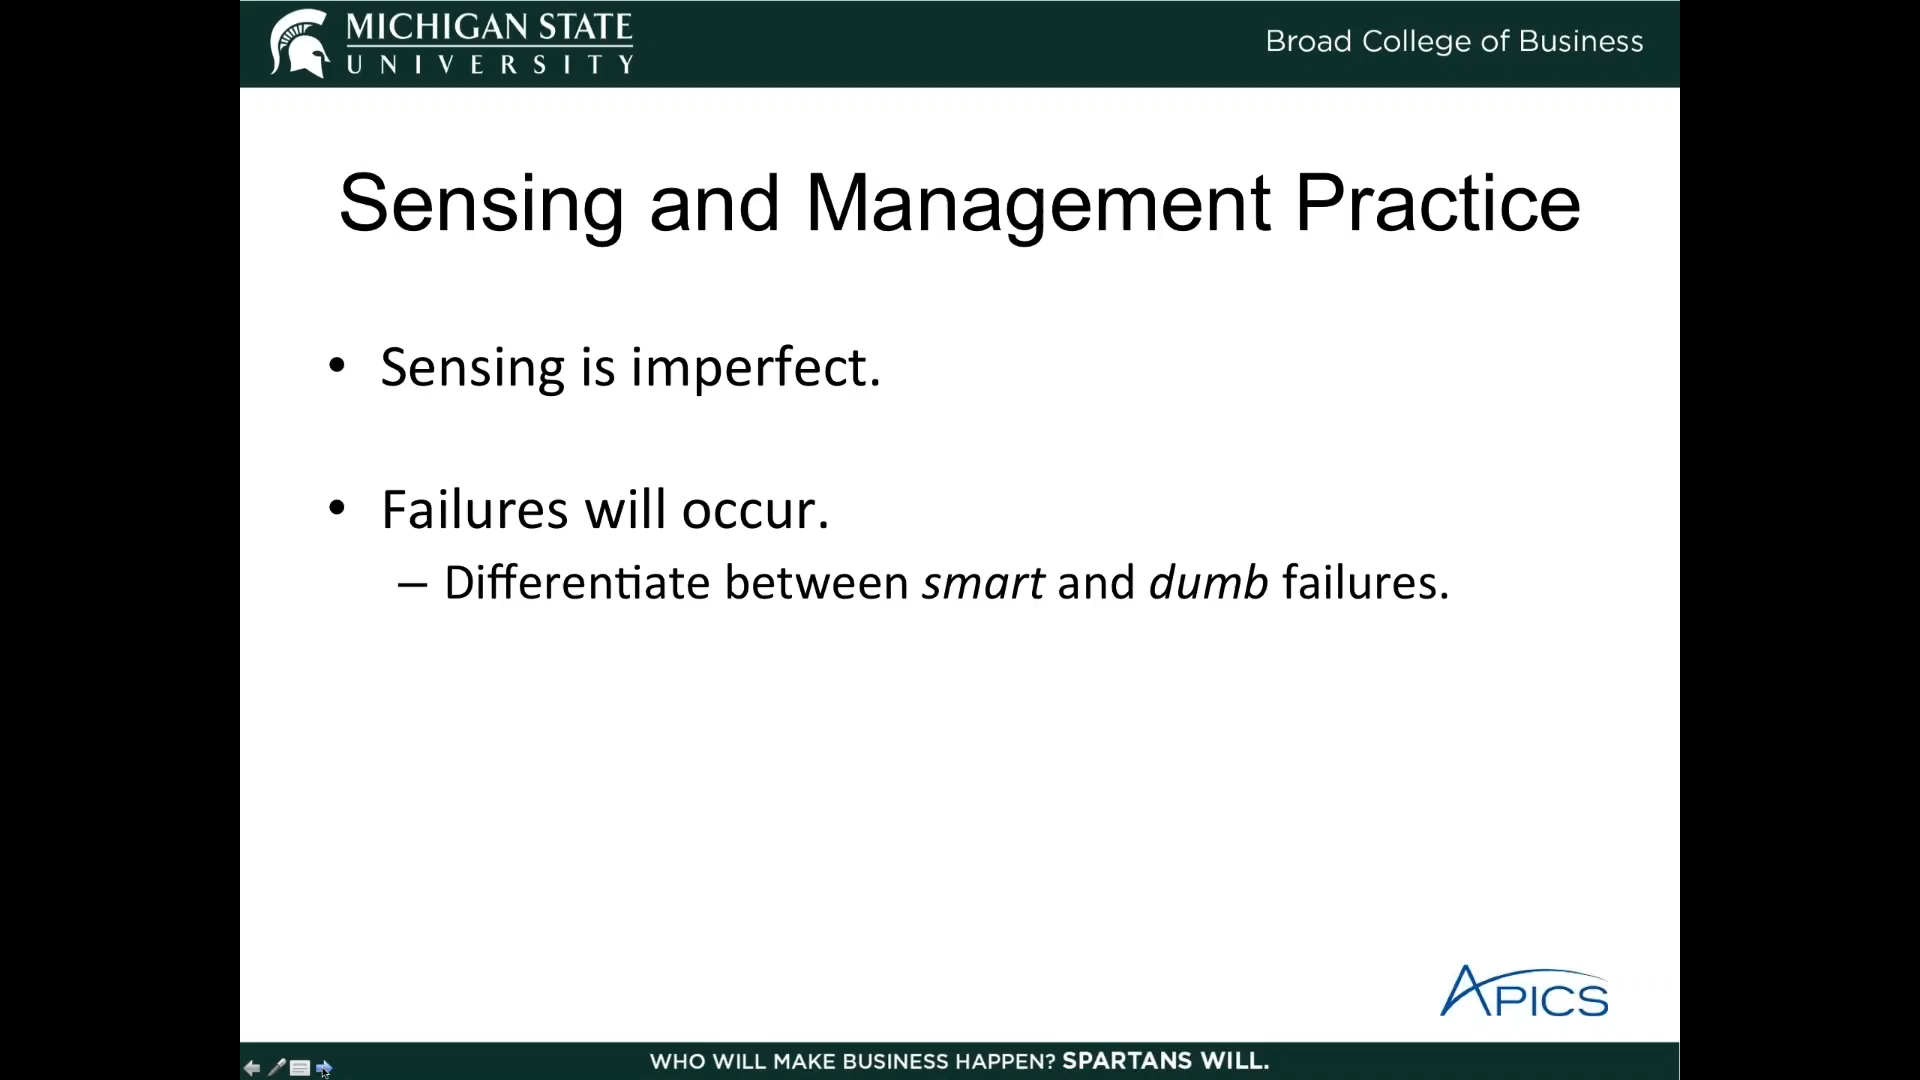 MICHIGAN STATE
UNIVERSITY
Broad College of Business
Sensing and Management Practice
• Sensing is imperfect.
• Failures will occur.
– Differentiate between smart and dumb failures.
APICS
WHO WILL MAKE BUSINESS HAPPEN? SPARTANS WILL.